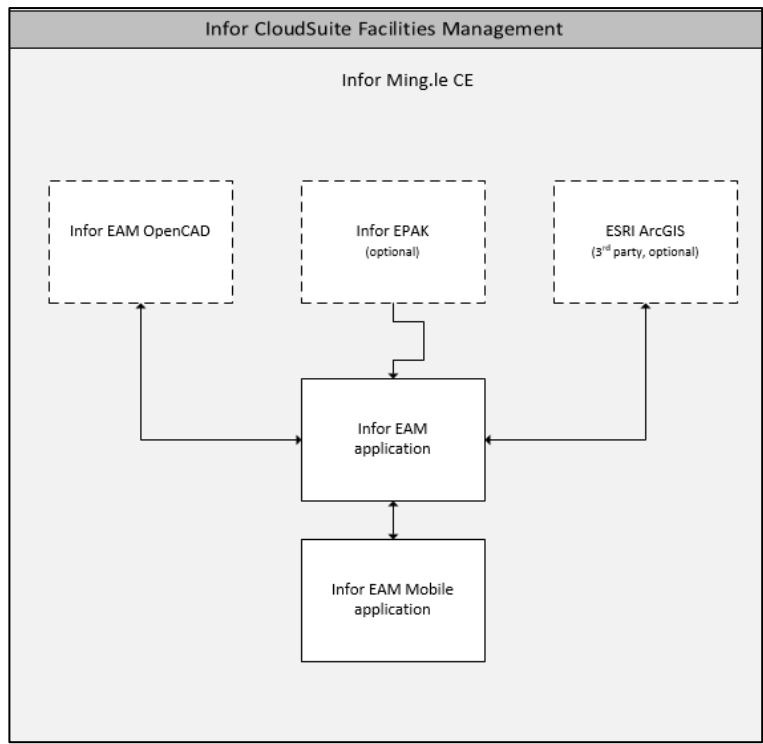 Infor CloudSuite Facilities Management
Infor Ming.le CE
Infor EAM OpenCAD
Infor EPAK
(optional)
ESRI ArcGIS
(3rd party, optional)
Infor EAM
application
Infor EAM Mobile
application